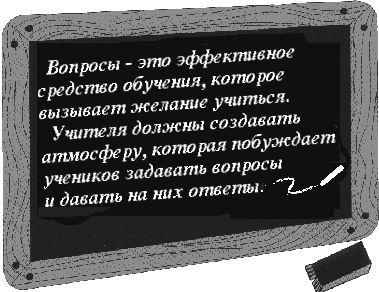 Вопросы - это эффективное
средство обучения, которое
вызывает желание учиться.
Учителя должны создавать
атмосферу, которая побуждает
учеников задавать вопросы
и давать на них ответы.